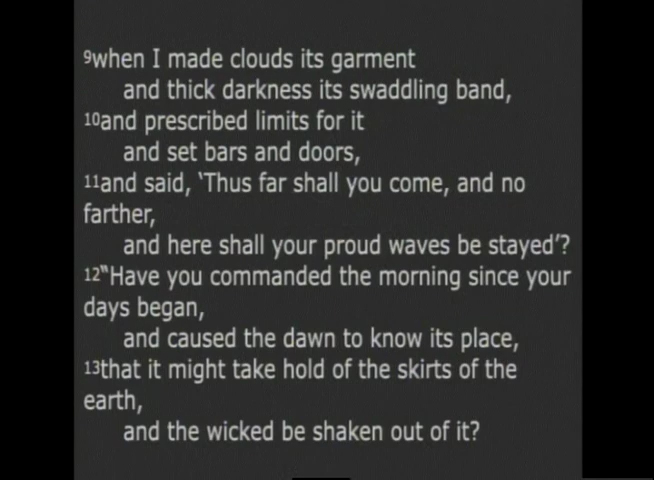 9when I made clouds its garment
and thick darkness its swaddling band,
10and prescribed limits for it
and set bars and doors,
11and said, ‘Thus far shall you come, and no
farther,
and here shall your proud waves be stayed’?
12“Have you commanded the morning since your
days began,
and caused the dawn to know its place,
13that it might take hold of the skirts of the
earth,
and the wicked be shaken out of it?